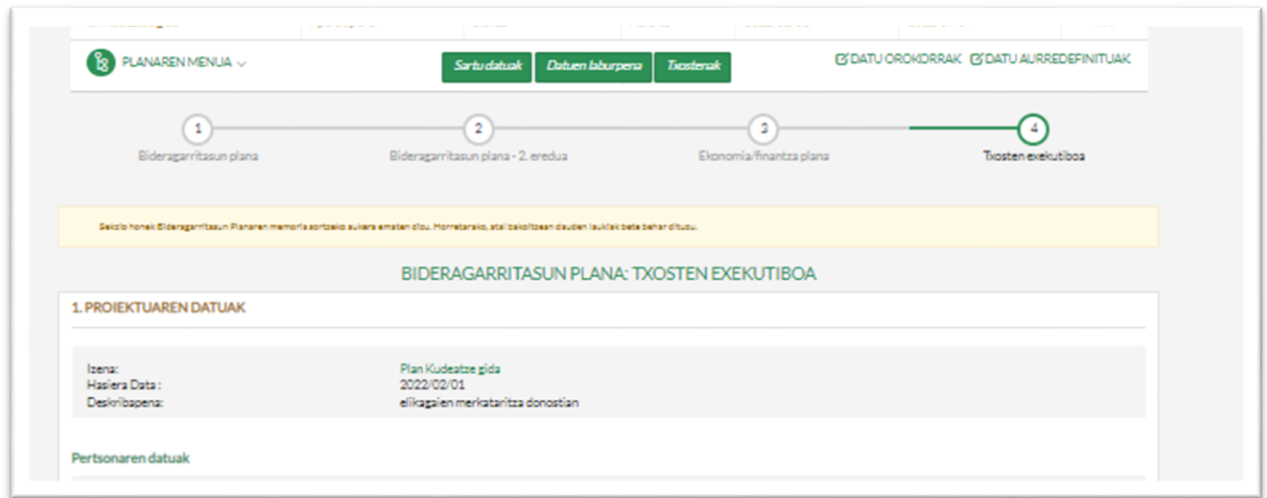 PLANAREN MENUA
Sartu datuak Datuen laburpena Txostenak
DATU OROKORRAK DATU AURREDEFINITUAK
1 2 3 4
Bideragarritasun plana Bideragarritasun plana - 2. eredua Ekonomia/finantza plana Txosten exekutiboa
Sekzio honek Bideragarritasun Planaren memoria sortzeko aukera ematen dizu. Horretarako, atal bakoitzean dauden laukiak bete behar dituzu.
BIDERAGARRITASUN PLANA: TXOSTEN EXEKUTIBOA
1. PROIEKTUAREN DATUAK
Izena: Plan Kudeatze gida
Hasiera Data : 2022/02/01
Deskribapena: elikagaien merkataritza donostian
Pertsonaren datuak